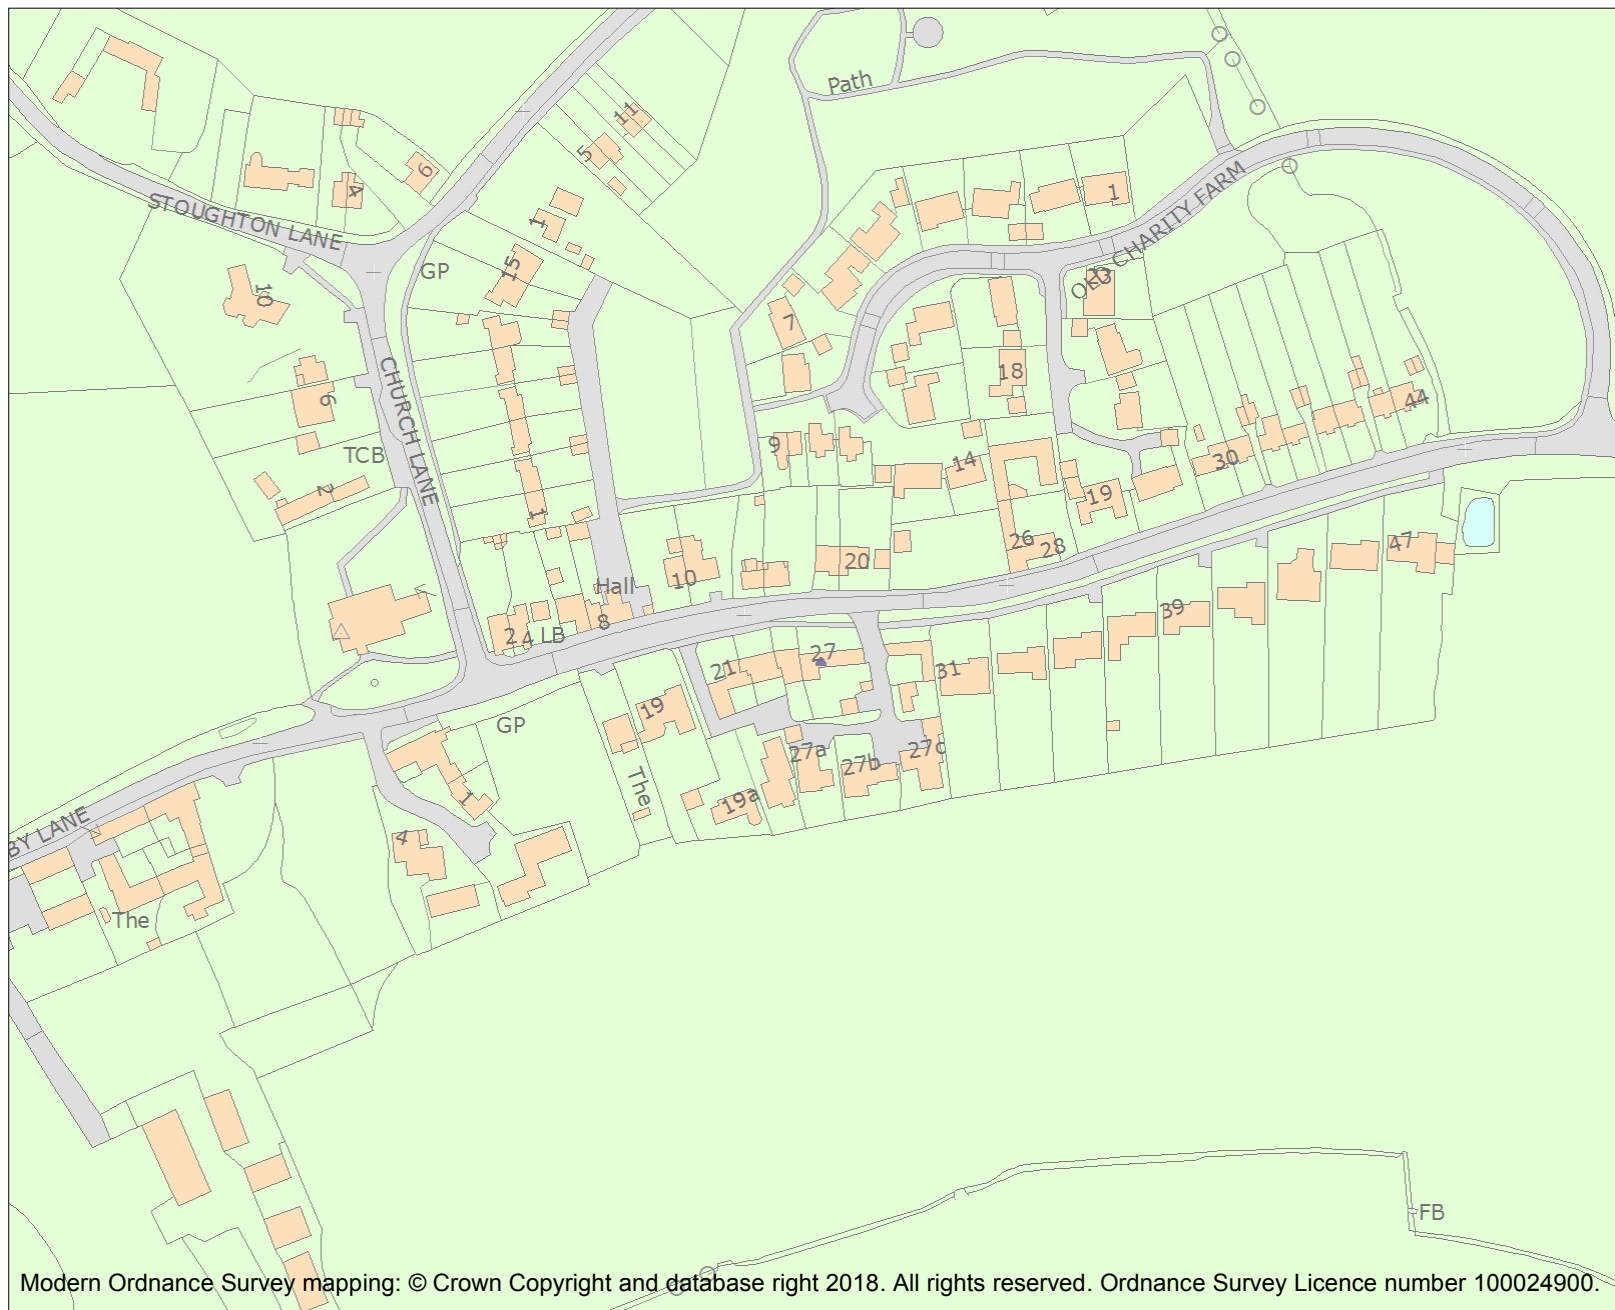 Path
11
5
6
4
STOUGHTON LANE
1
1
15
GP
10
OLD CHARITY FARM
7
18
6
CHURCH LANE
44
TCB
9
14
30
2
1
19
26
28
47
20
Hall
10
8
2
4
LB
39
27
21
31
19
GP
27a
27b
27c
The
19a
1
4
BY LANE
The
FB
Modern Ordnance Survey mapping: © Crown Copyright and database right 2018. All rights reserved. Ordnance Survey Licence number 100024900.